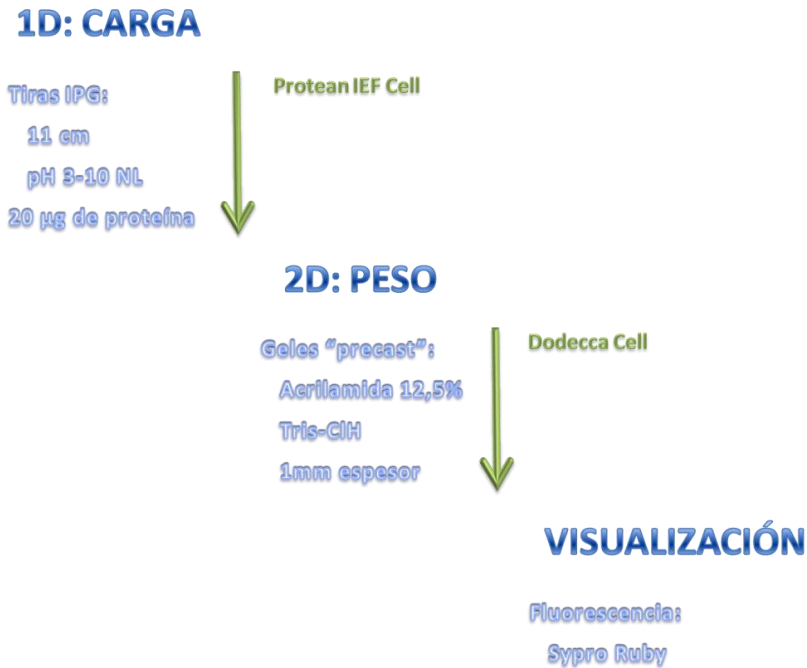 1D: CARGA
Protean IEF Cell
Tiras IPG:
11 cm
pH 3-10 NL
20 µg de proteína
2D: PESO
Dodecca Cell
Geles “precast”:
Acrilamida 12,5%
Tris-ClH
1mm espesor
VISUALIZACIÓN
Fluorescencia:
Sypro Ruby